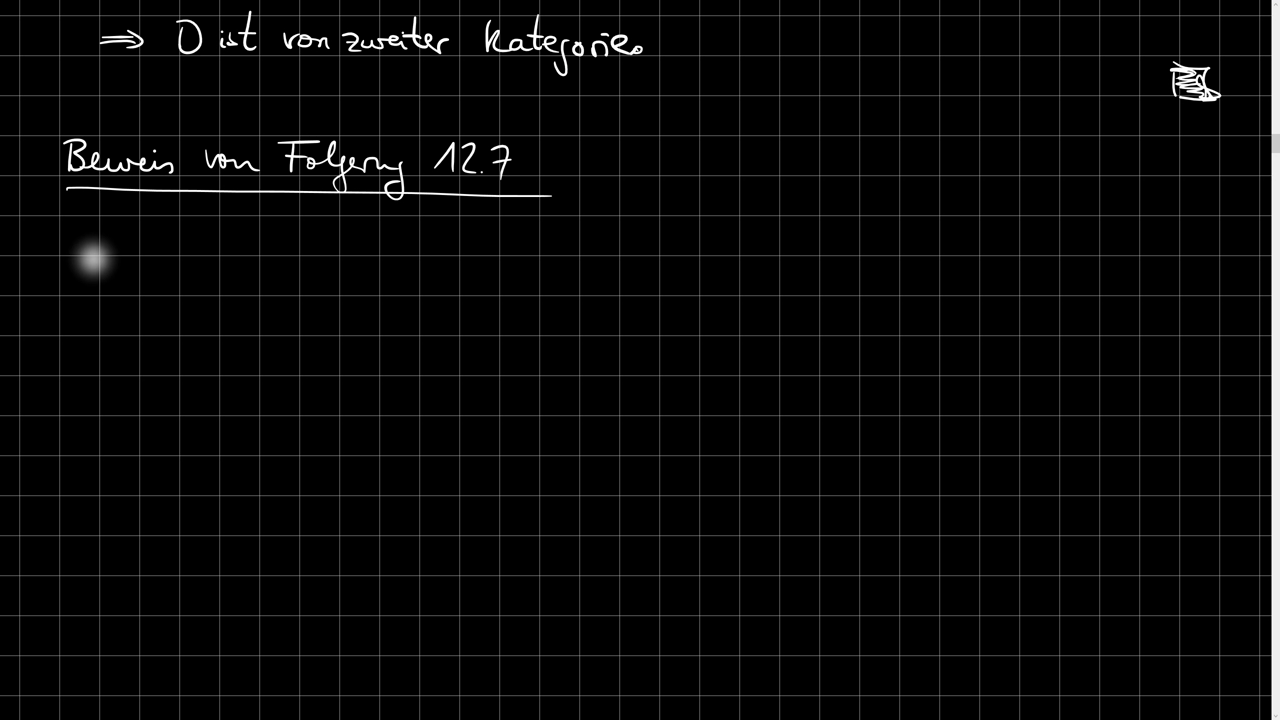 ⇒ O ist von zweiter Kategorie.
Beweis von Folgerung 12.7